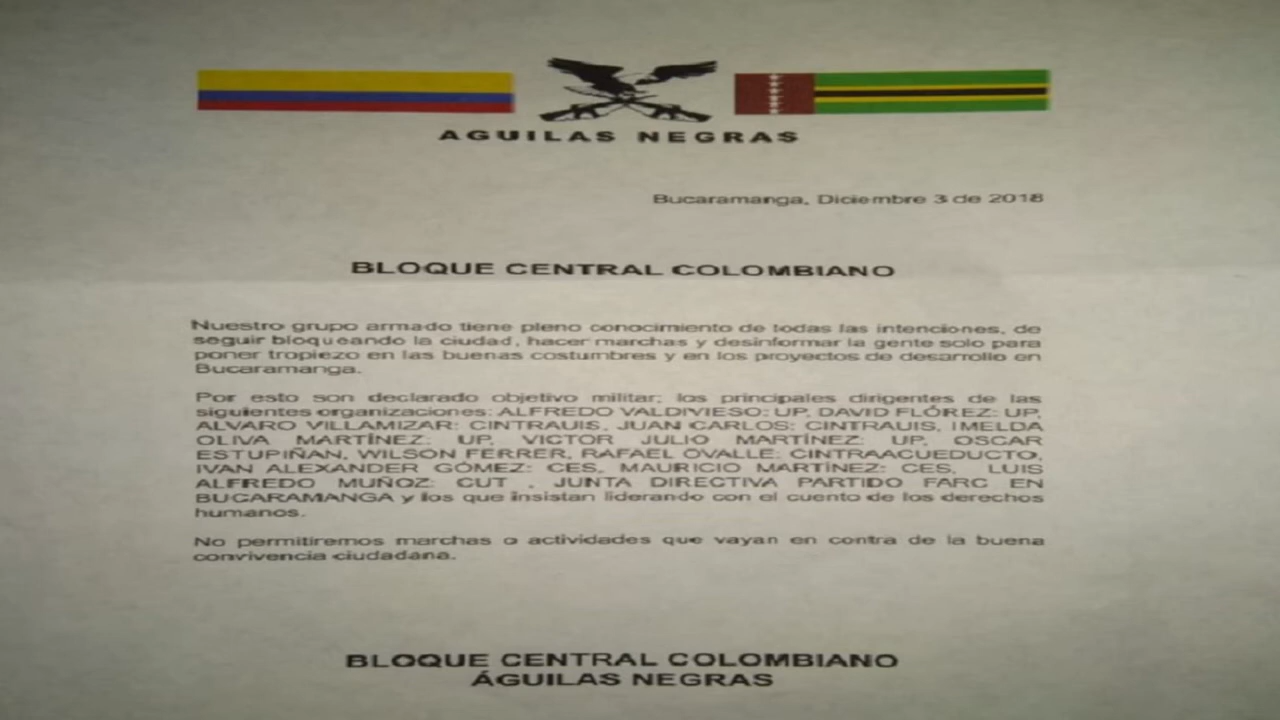 AGUILAS NEGRAS
Bucaramanga, Diciembre 3 de 2018
BLOQUE CENTRAL COLOMBIANO
Nuestro grupo armado tiene pleno conocimiento de todas las intenciones, de
seguir bloqueando la ciudad, hacer marchas y desinformar la gente solo para
poner tropiezo en las buenas costumbres y en los proyectos de desarrollo en
Bucaramanga.
Por esto son declarado objetivo militar; los principales dirigentes de las
siguientes organizaciones: ALFREDO VALDIVIESO: UP, DAVID FLÓREZ: UP,
ALVARO VILLAMIZAR: CINTRAUIS, JUAN CARLOS: CINTRAUIS, IMELDA
OLIVA MARTÍNEZ: UP, VICTOR JULIO MARTÍNEZ: UP, OSCAR
ESTUPIÑAN, WILSON FERRER, RAFAEL OVALLE: CINTRAACUEDUCTO,
IVAN ALEXANDER GÓMEZ: CES, MAURICIO MARTÍNEZ: CES, LUIS
ALFREDO MUÑOZ: CUT , JUNTA DIRECTIVA PARTIDO FARC EN
BUCARAMANGA y los que insistan liderando con el cuento de los derechos
humanos.
No permitiremos marchas o actividades que vayan en contra de la buena
convivencia ciudadana.
BLOQUE CENTRAL COLOMBIANO
ÁGUILAS NEGRAS